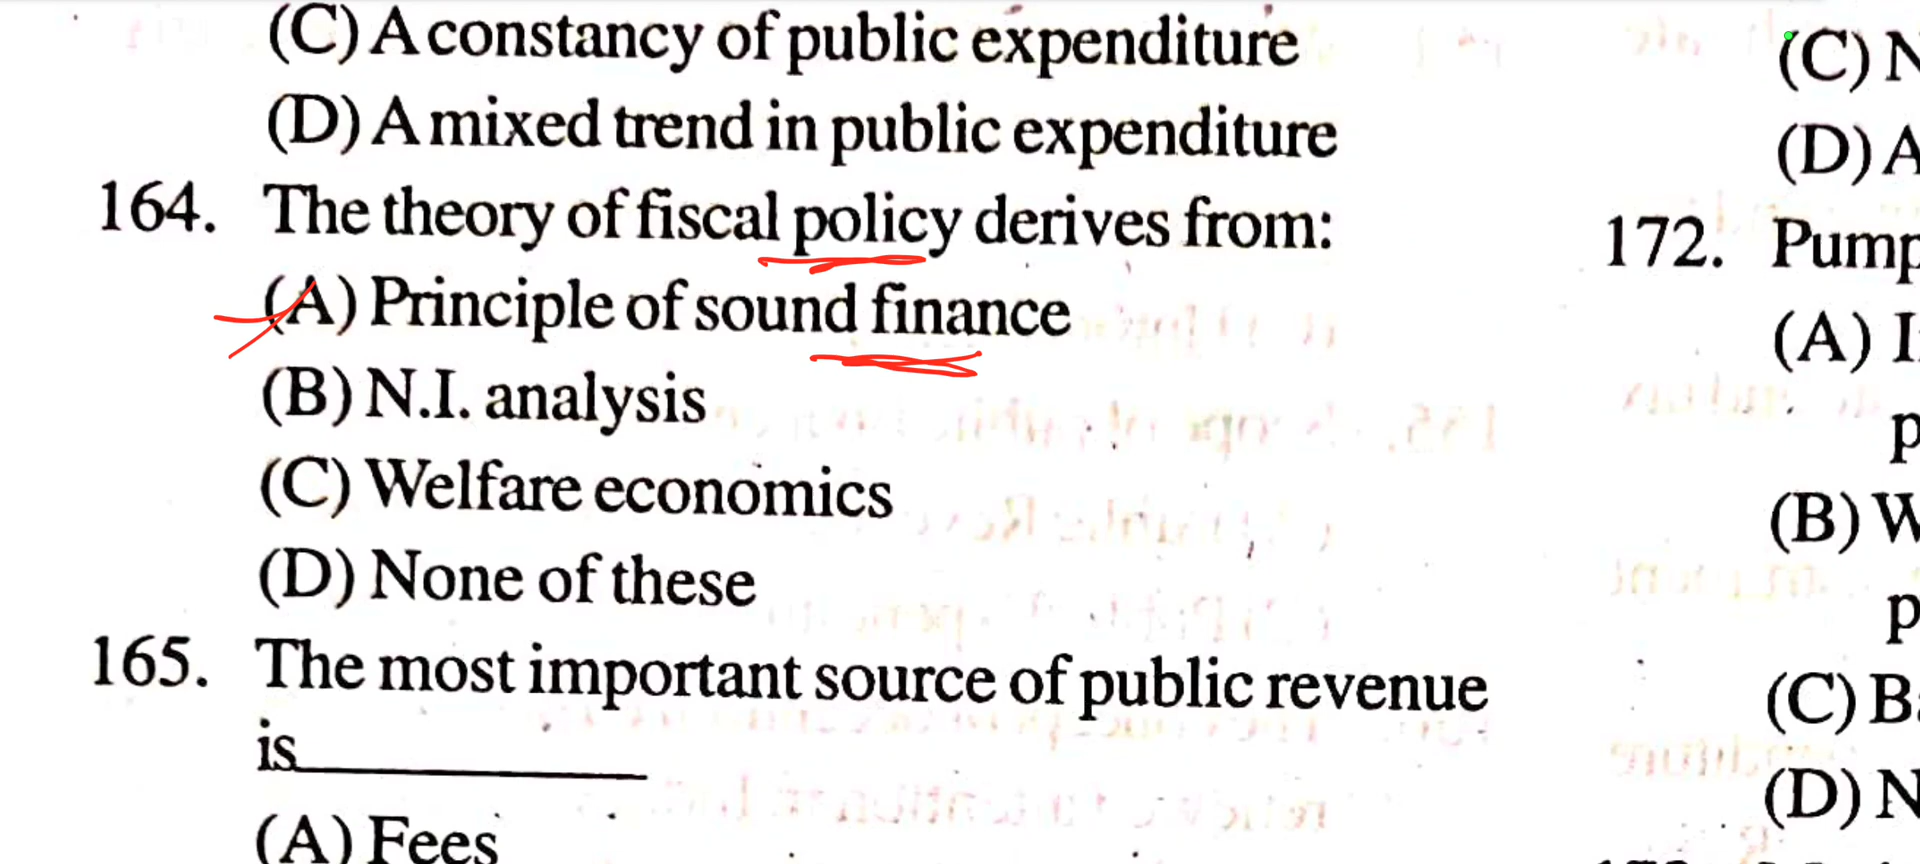 (C) A constancy of public expenditure
(D) A mixed trend in public expenditure
164. The theory of fiscal policy derives from:
(A) Principle of sound finance
(B) N.I. analysis
(C) Welfare economics
(D) None of these
165. The most important source of public revenue
is
(A) Fees
(C) N
(D) A
172. Pump
(A) I
p
(B) W
p
(C) B
(D) N